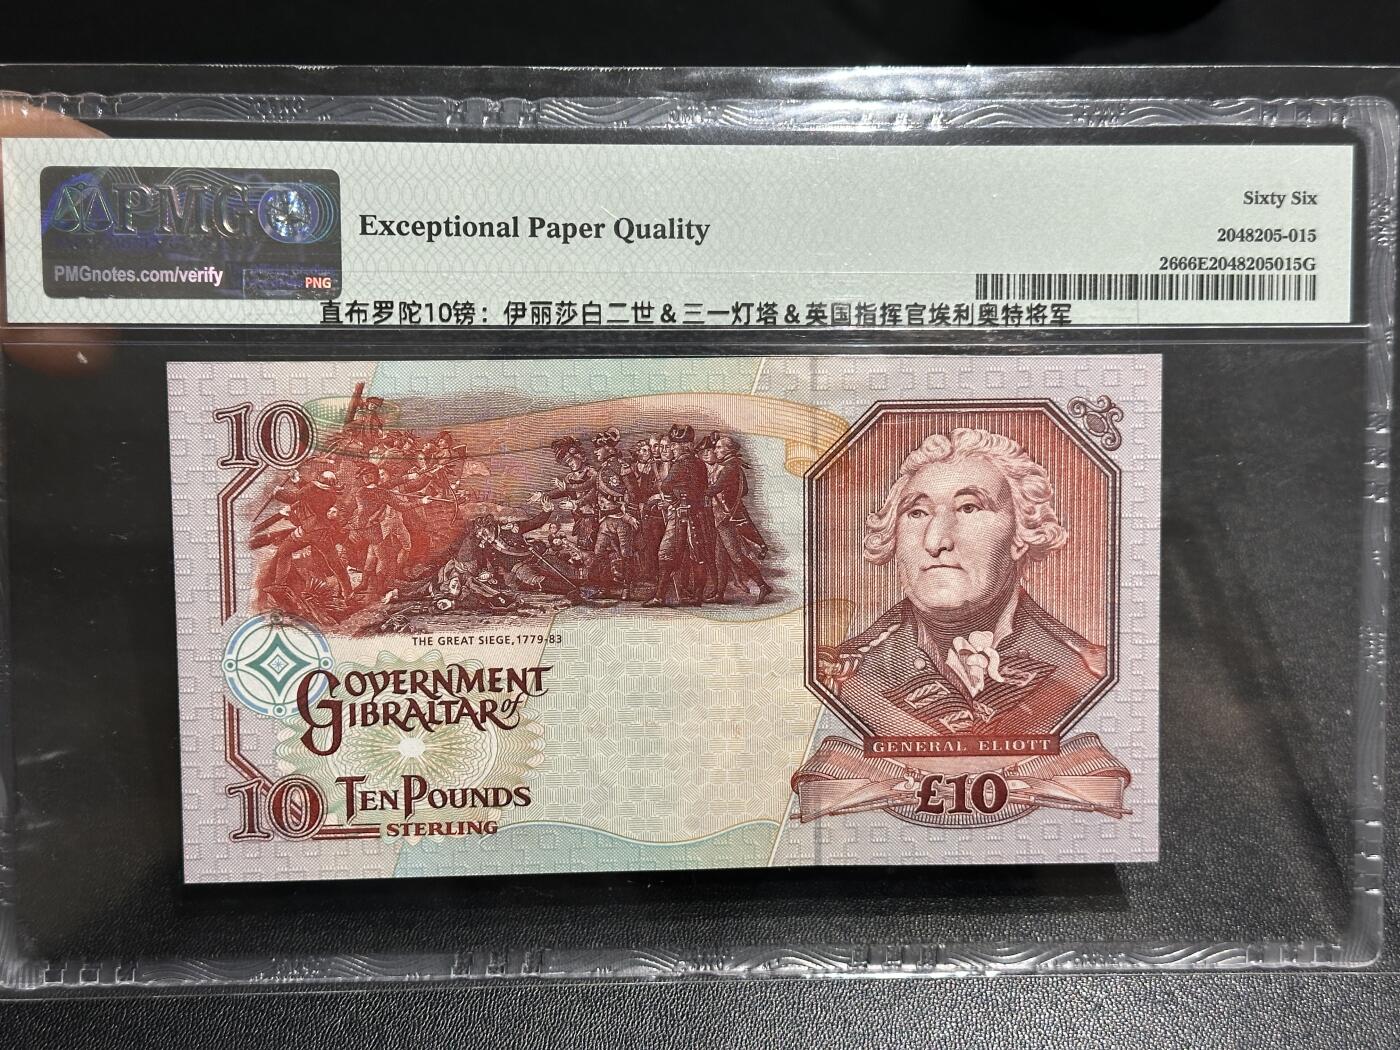 PMG
PMGnotes.com/verify
PNG
Exceptional Paper Quality
Sixty Six
2048205-015
2666E2048205015G
直布罗陀10镑：伊丽莎白二世&三一灯塔&英国指挥官埃利奥特将军
10
THE GREAT SIEGE, 1779-83
GOVERNMENT
of
GIBRALTAR
10
TEN POUNDS
STERLING
GENERAL ELIOTT
£10